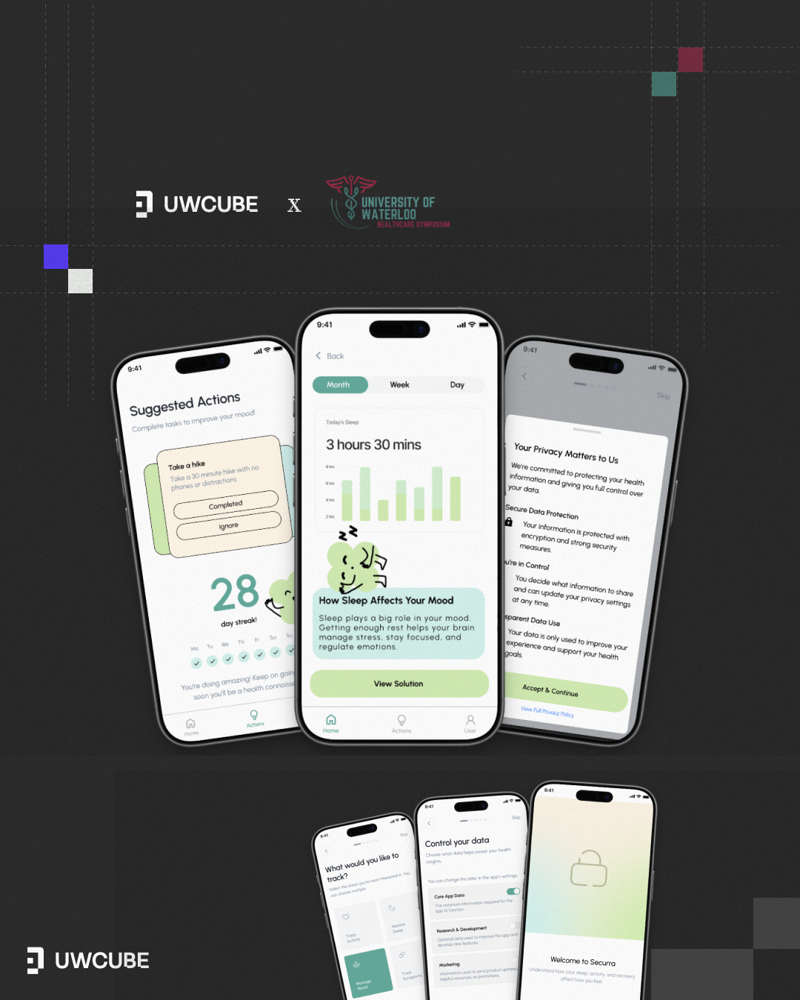 UWCUBE
x
UNIVERSITY OF
WATERLOO
HEALTHCARE SYMPOSIUM
9:41
Suggested Actions
Complete tasks to improve your mood!
Take a hike
Take a 30 minute hike with no
phones or distractions
Completed
Ignore
28
day streak!
Mo Tu We Th Fr Sa Su
You're doing amazing! Keep on going
soon you'll be a health connoisse
Home
Actions
9:41
Back
Month Week Day
Today's Sleep
3 hours 30 mins
8 hrs
6 hrs
4 hrs
2 hrs
z z
How Sleep Affects Your Mood
Sleep plays a big role in your mood.
Getting enough rest helps your brain
manage stress, stay focused, and
regulate emotions.
View Solution
Home Actions User
9:41
Skip
Your Privacy Matters to Us
We're committed to protecting your health
information and giving you full control over
your data.
Secure Data Protection
Your information is protected with
encryption and strong security
measures.
u're in Control
You decide what information to share
and can update your privacy settings
at any time.
sparent Data Use
Your data is only used to improve your
experience and support your health
goals.
Accept & Continue
View Full Privacy Policy
9:41
Skip
What would you like to
track?
Select the areas you're most interested in. You
can choose multiple.
Track
Activity
Monitor
Sleep
Manage
Mood
Track
Symptoms
9:41
Skip
Control your data
Choose what data helps power your health
insights.
You can change this later in the app's settings.
Core App Data
The minimum information required for the
app to function.
Research & Development
Optional data used to improve the app and
develop new features.
Marketing
Information used to send product updates,
helpful resources, or promotions.
9:41
Welcome to Securra
Understand how your sleep, activity, and recovery
affect how you feel
UWCUBE